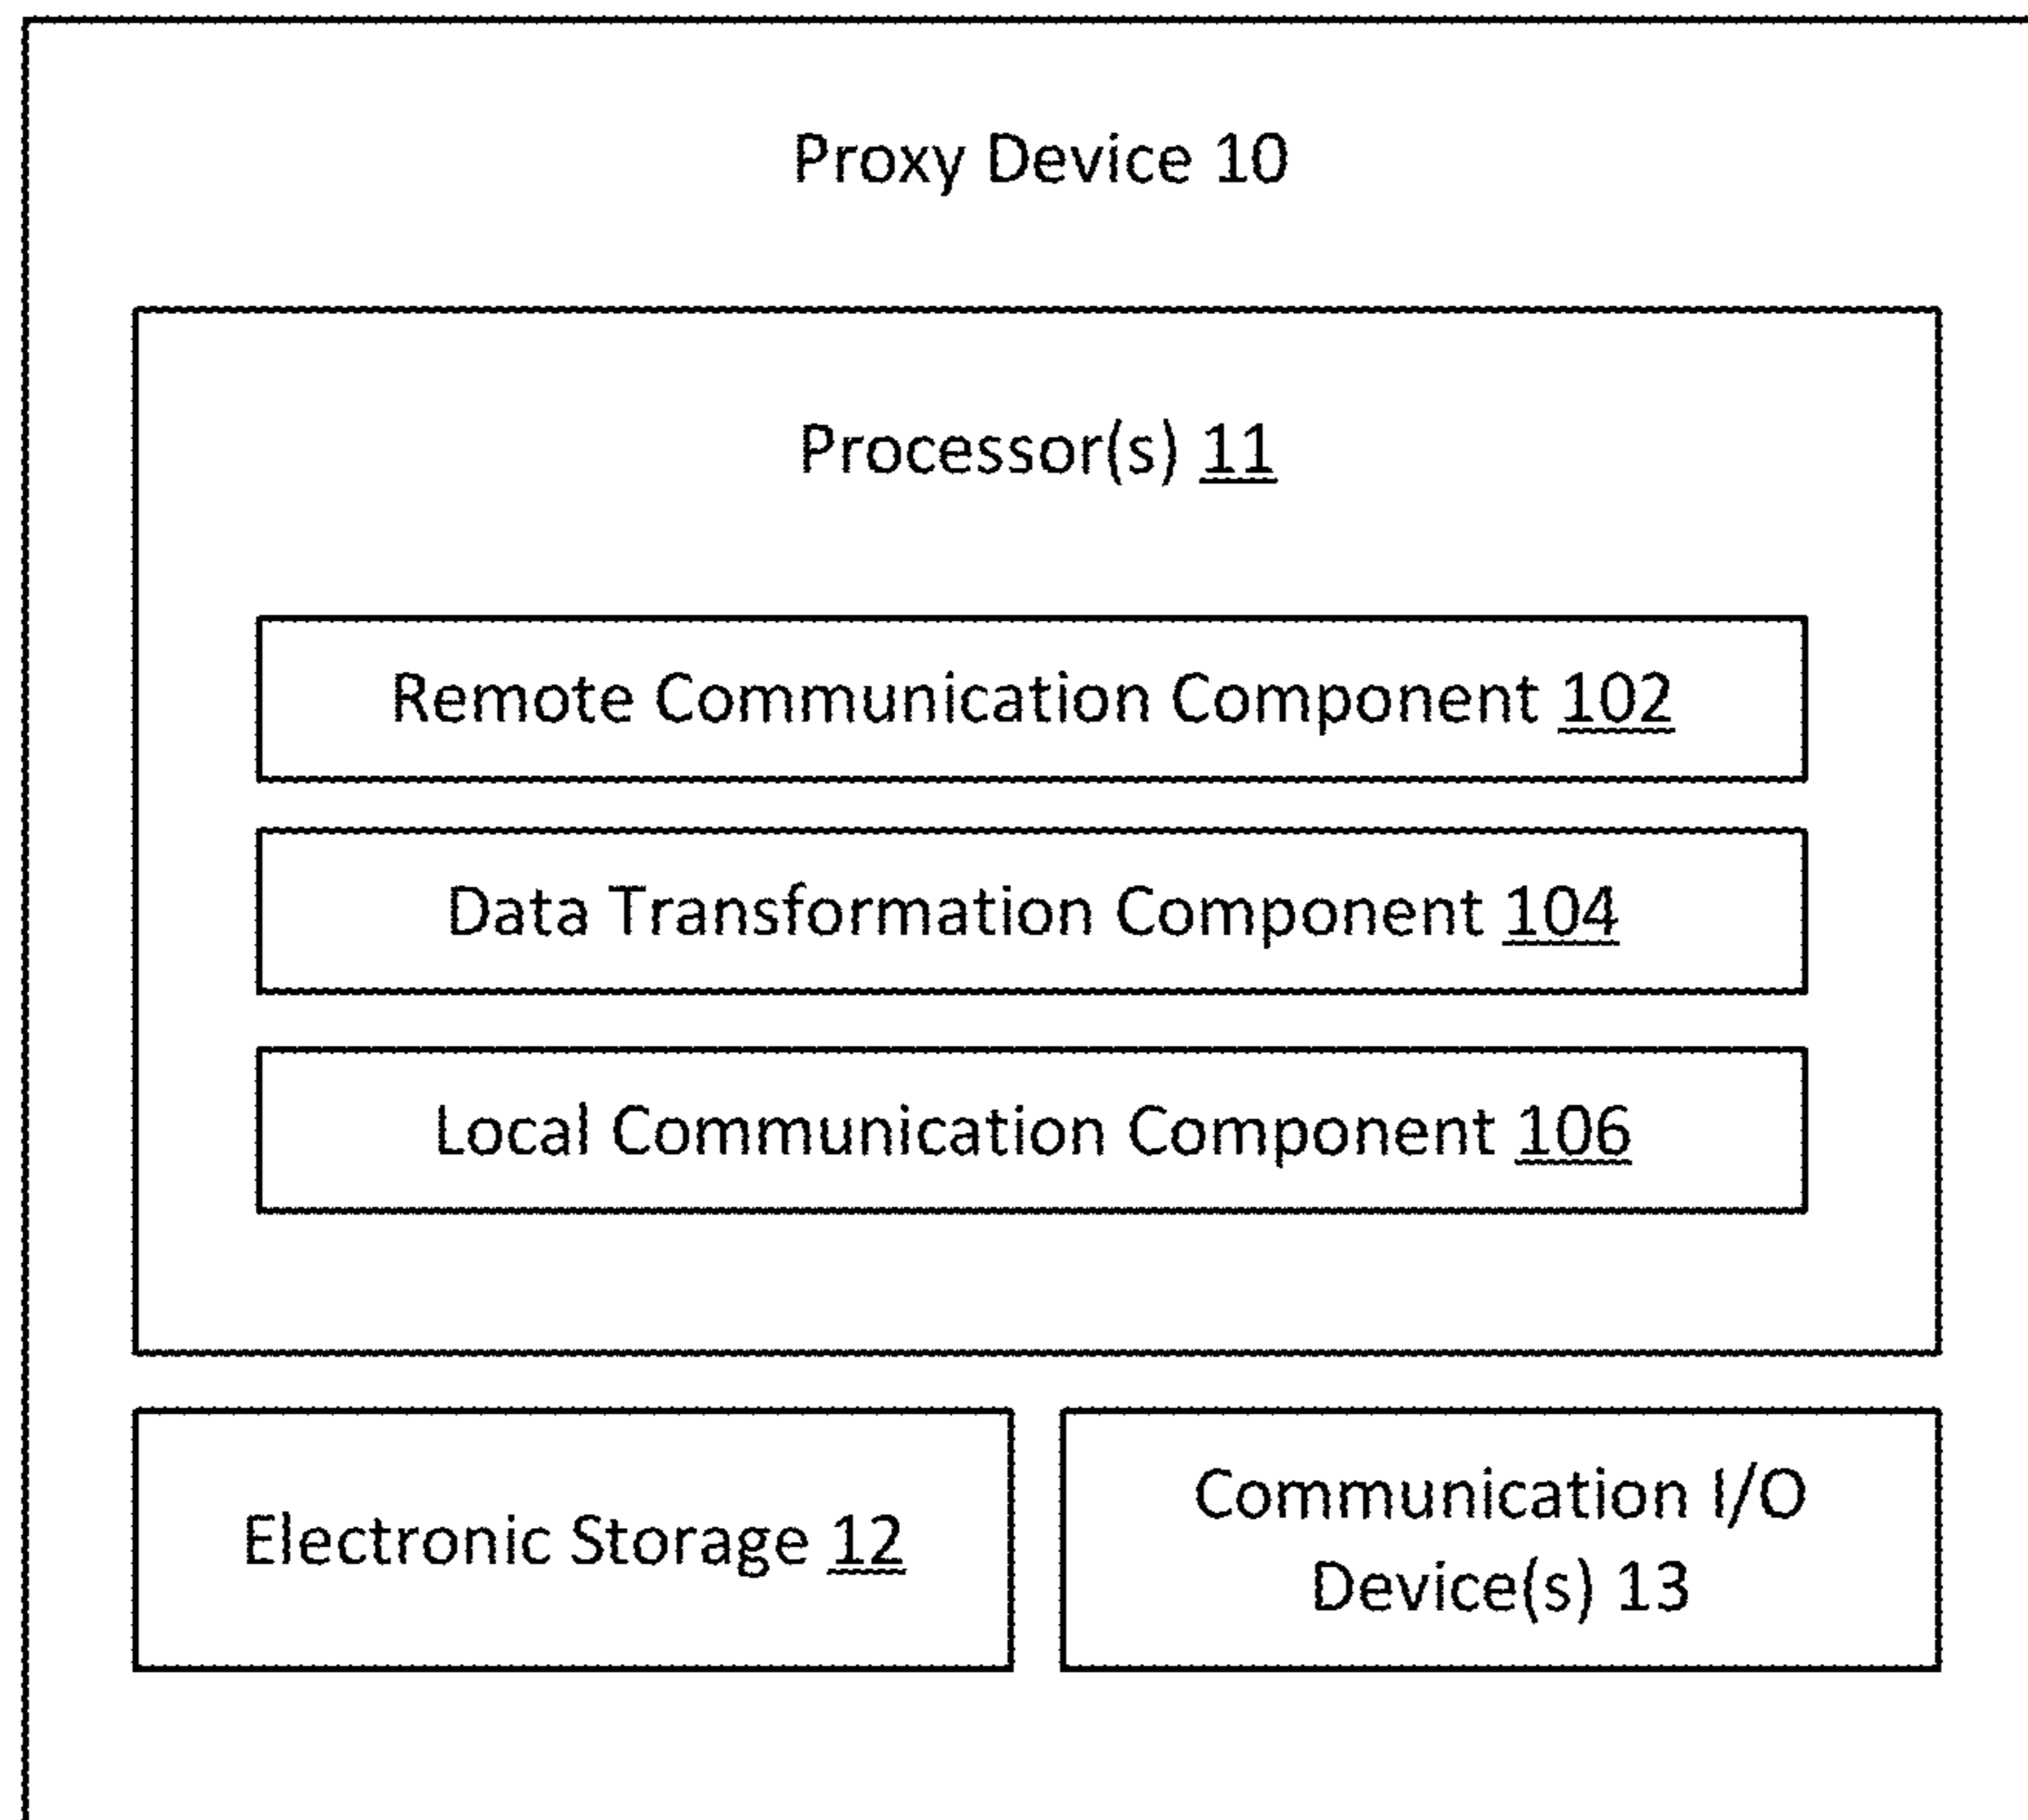 Proxy Device 10
Processor(s) 11
Remote Communication Component 102
Data Transformation Component 104
Local Communication Component 106
Electronic Storage 12
Communication I/O
Device(s) 13